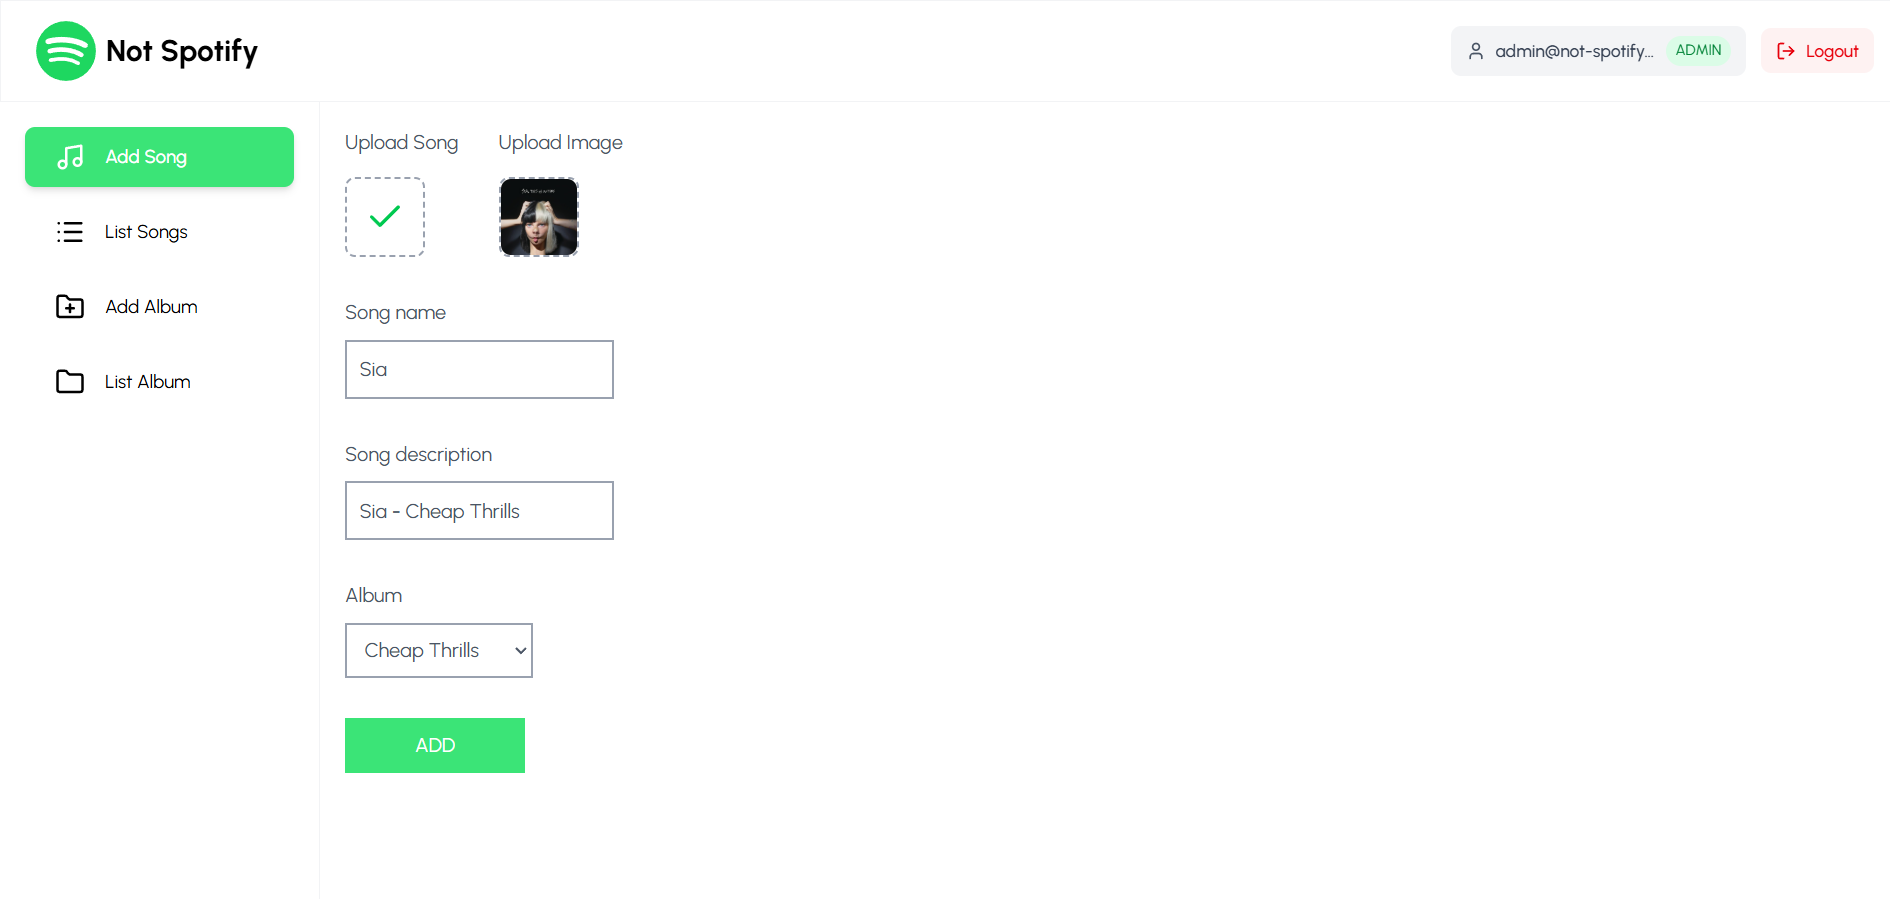 Not Spotify
admin@not-spotify...
ADMIN
Logout
Add Song
List Songs
Add Album
List Album
Upload Song
Upload Image
Song name
Sia
Song description
Sia - Cheap Thrills
Album
Cheap Thrills
ADD